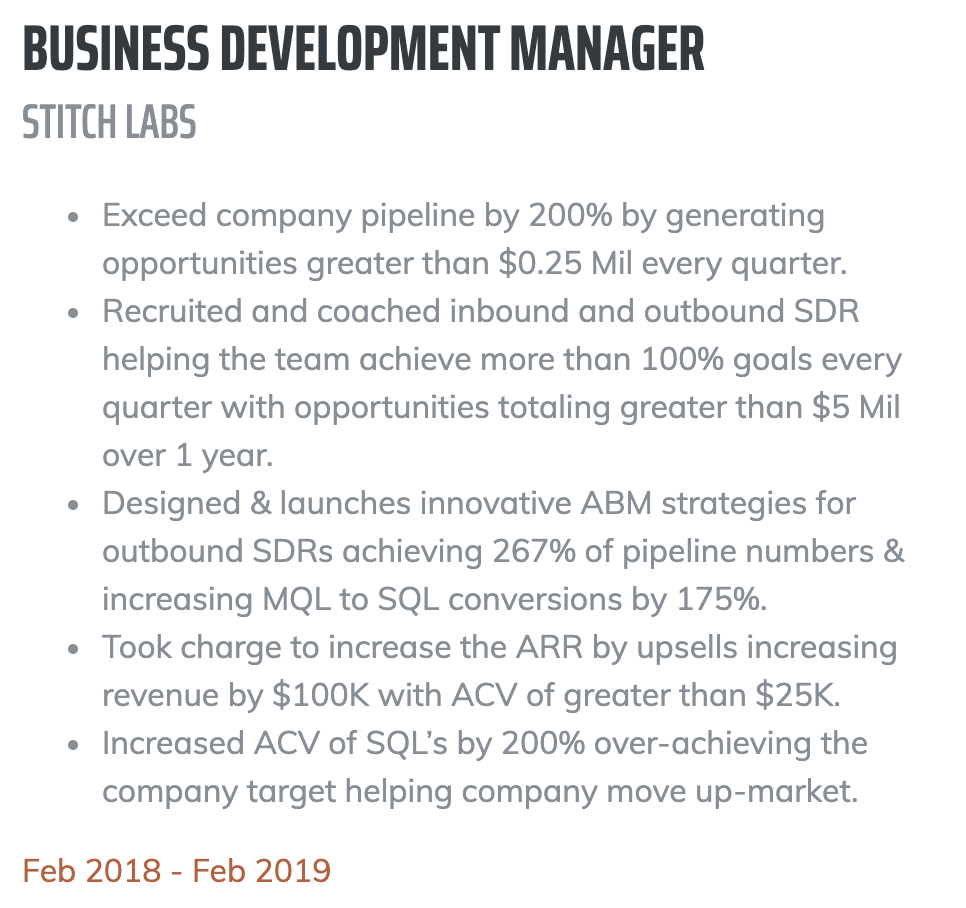 BUSINESS DEVELOPMENT MANAGER
STITCH LABS
• Exceed company pipeline by 200% by generating
opportunities greater than $0.25 Mil every quarter.
• Recruited and coached inbound and outbound SDR
helping the team achieve more than 100% goals every
quarter with opportunities totaling greater than $5 Mil
over 1 year.
• Designed & launches innovative ABM strategies for
outbound SDRs achieving 267% of pipeline numbers &
increasing MQL to SQL conversions by 175%.
• Took charge to increase the ARR by upsells increasing
revenue by $100K with ACV of greater than $25K.
• Increased ACV of SQL’s by 200% over-achieving the
company target helping company move up-market.
Feb 2018 - Feb 2019